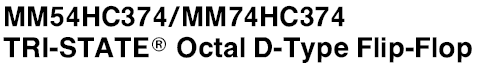 MM54HC374/MM74HC374
TRI-STATE® Octal D-Type Flip-Flop